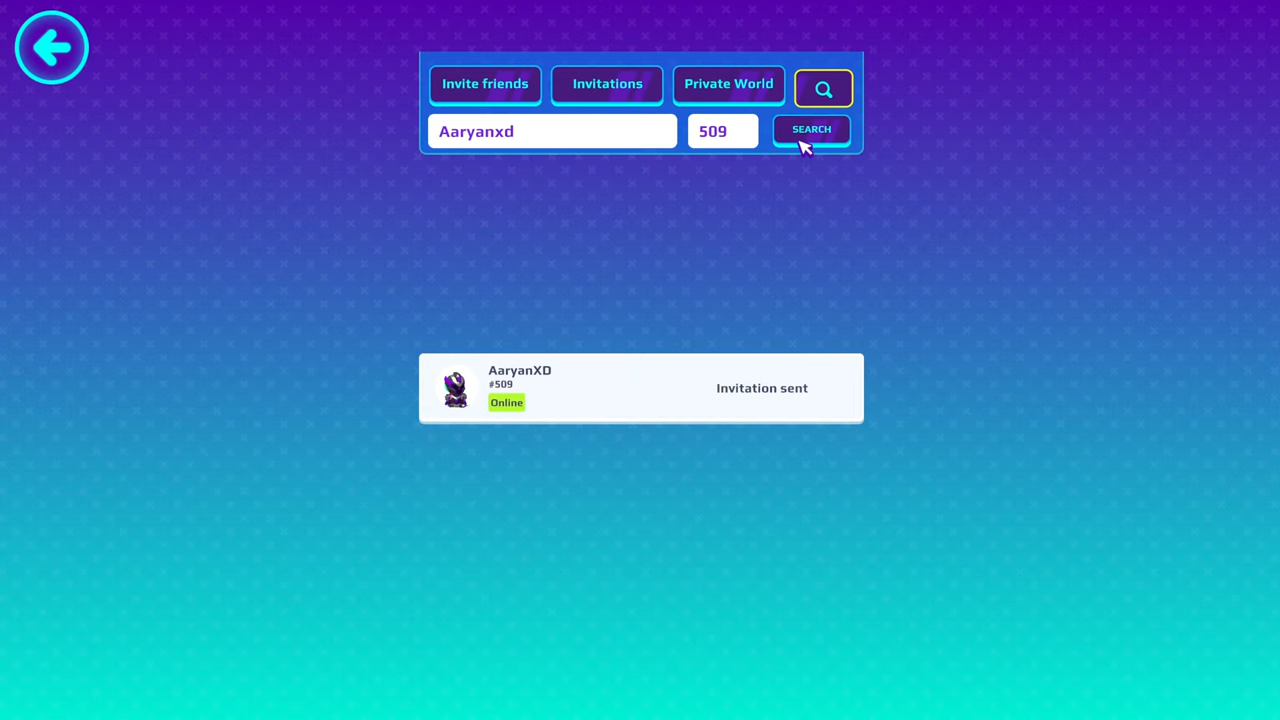 Invite friends
Invitations
Private World
Aaryanxd
509
SEARCH
AaryanXD
#509
Online
Invitation sent